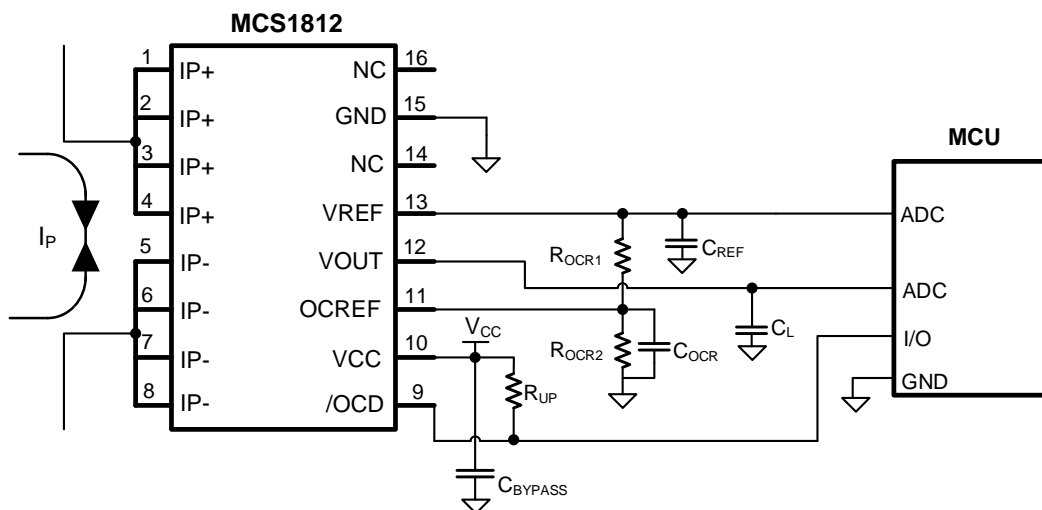 MCS1812
1 IP+
2 IP+
3 IP+
4 IP+
5 IP-
6 IP-
7 IP-
8 IP-
IP
NC 16
GND 15
NC 14
VREF 13
VOUT 12
OCREF 11
VCC 10
/OCD 9
VCC
RUP
CBYPASS
ROCR1
CREF
ROCR2
COCR
CL
MCU
ADC
ADC
I/O
GND